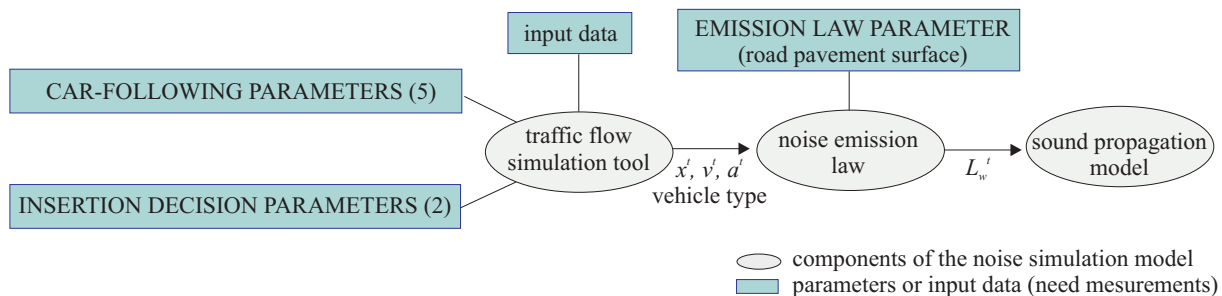 input data
EMISSION LAW PARAMETER
(road pavement surface)
CAR-FOLLOWING PARAMETERS (5)
traffic flow
simulation tool
noise emission
law
sound propagation
model
x^t, v^t, a^t
vehicle type
L_w^t
INSERTION DECISION PARAMETERS (2)
components of the noise simulation model
parameters or input data (need mesurements)